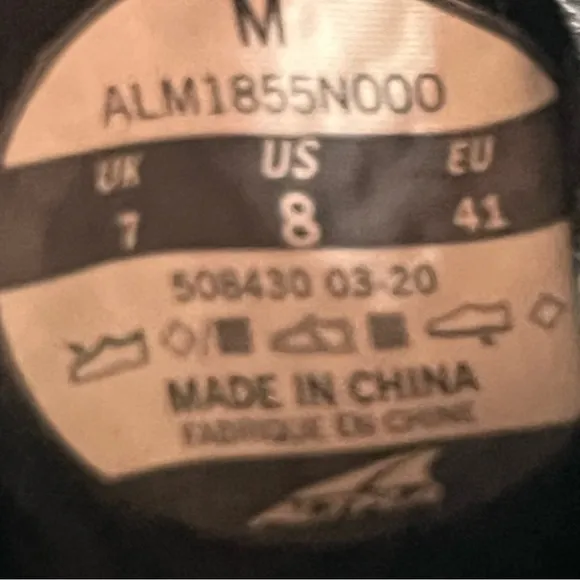 M
ALM1855N000
UK US EU
7 8 41
508430 03-20
MADE IN CHINA
FABRIQUE EN CHINE